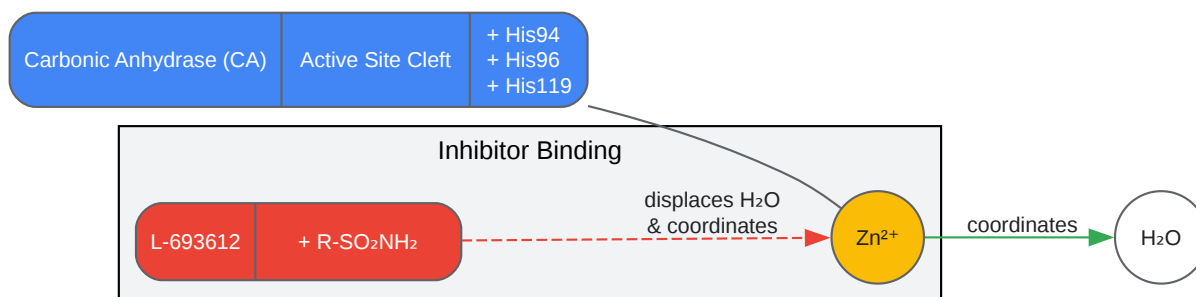 Carbonic Anhydrase (CA)
Active Site Cleft
+ His94
+ His96
+ His119
Inhibitor Binding
L-693612
+ R-SO₂NH₂
displaces H₂O
& coordinates
Zn²⁺
coordinates
H₂O